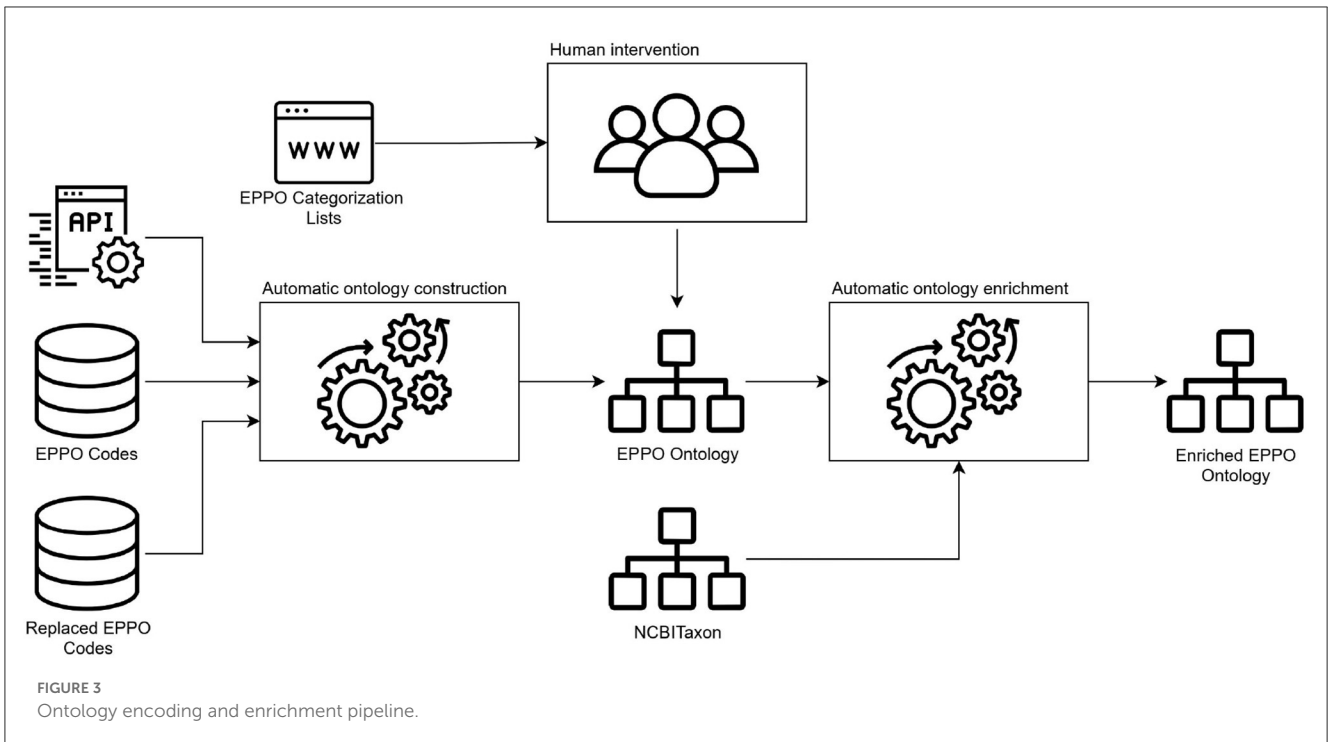 Human intervention
WWW
EPPO Categorization
Lists
API
Automatic ontology construction
Automatic ontology enrichment
EPPO Codes
EPPO Ontology
Enriched EPPO
Ontology
Replaced EPPO
Codes
NCBITaxon
FIGURE 3
Ontology encoding and enrichment pipeline.